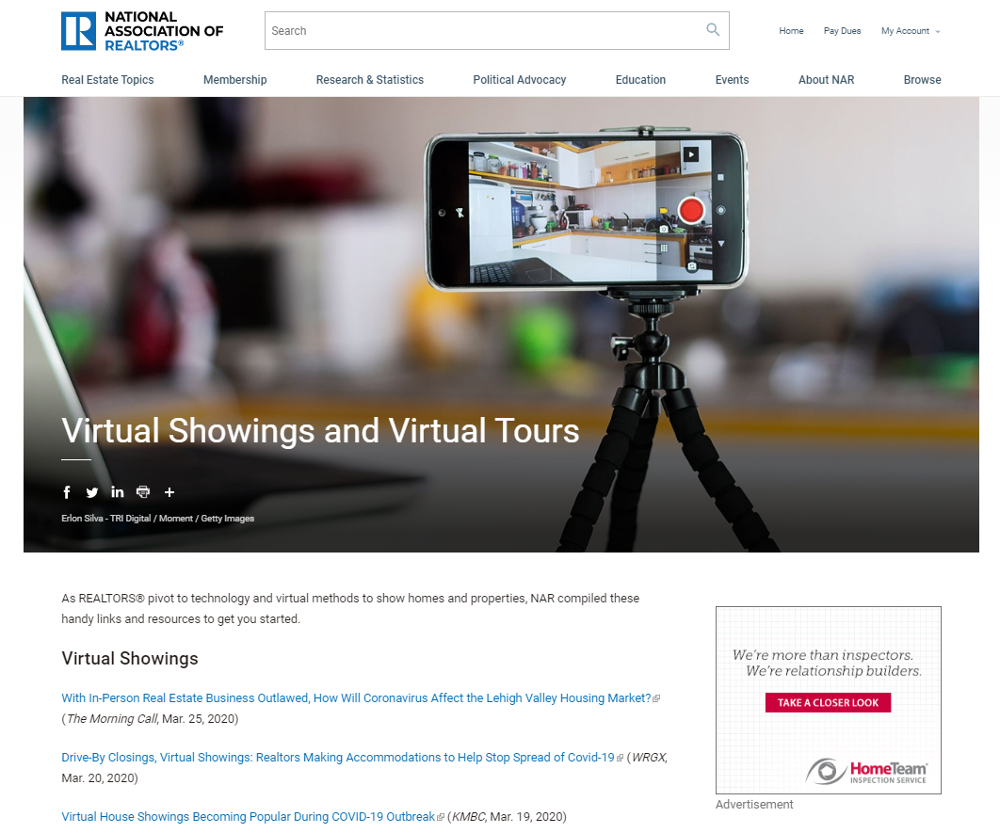 NATIONAL
ASSOCIATION OF
REALTORS®
Search
Home Pay Dues My Account
Real Estate Topics Membership Research & Statistics Political Advocacy Education Events About NAR Browse
Virtual Showings and Virtual Tours
Erlon Silva - TRI Digital / Moment / Getty Images
As REALTORS® pivot to technology and virtual methods to show homes and properties, NAR compiled these
handy links and resources to get you started.
Virtual Showings
With In-Person Real Estate Business Outlawed, How Will Coronavirus Affect the Lehigh Valley Housing Market?
(The Morning Call, Mar. 25, 2020)
Drive-By Closings, Virtual Showings: Realtors Making Accommodations to Help Stop Spread of Covid-19 (WRGX,
Mar. 20, 2020)
Virtual House Showings Becoming Popular During COVID-19 Outbreak (KMBC, Mar. 19, 2020)
We're more than inspectors.
We're relationship builders.
TAKE A CLOSER LOOK
HomeTeam
INSPECTION SERVICE
Advertisement